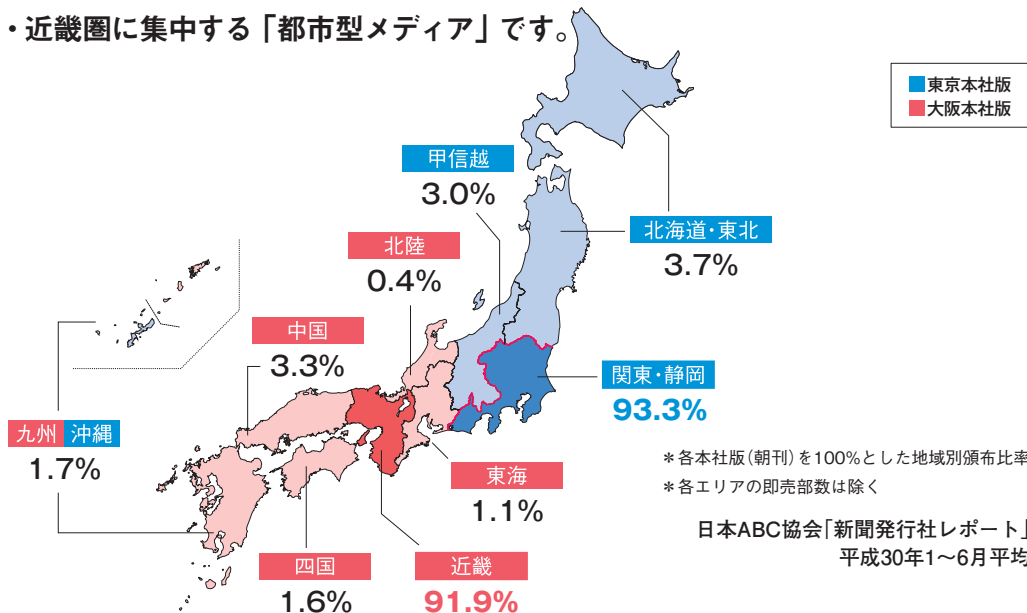 ・近畿圏に集中する「都市型メディア」です。
東京本社版
大阪本社版
甲信越
3.0%
北海道・東北
3.7%
北陸
0.4%
中国
3.3%
関東・静岡
93.3%
九州 沖縄
1.7%
東海
1.1%
四国
1.6%
近畿
91.9%
＊各本社版（朝刊）を100%とした地域別頒布比率
＊各エリアの即売部数は除く
日本ABC協会「新聞発行社レポート」
平成30年1〜6月平均